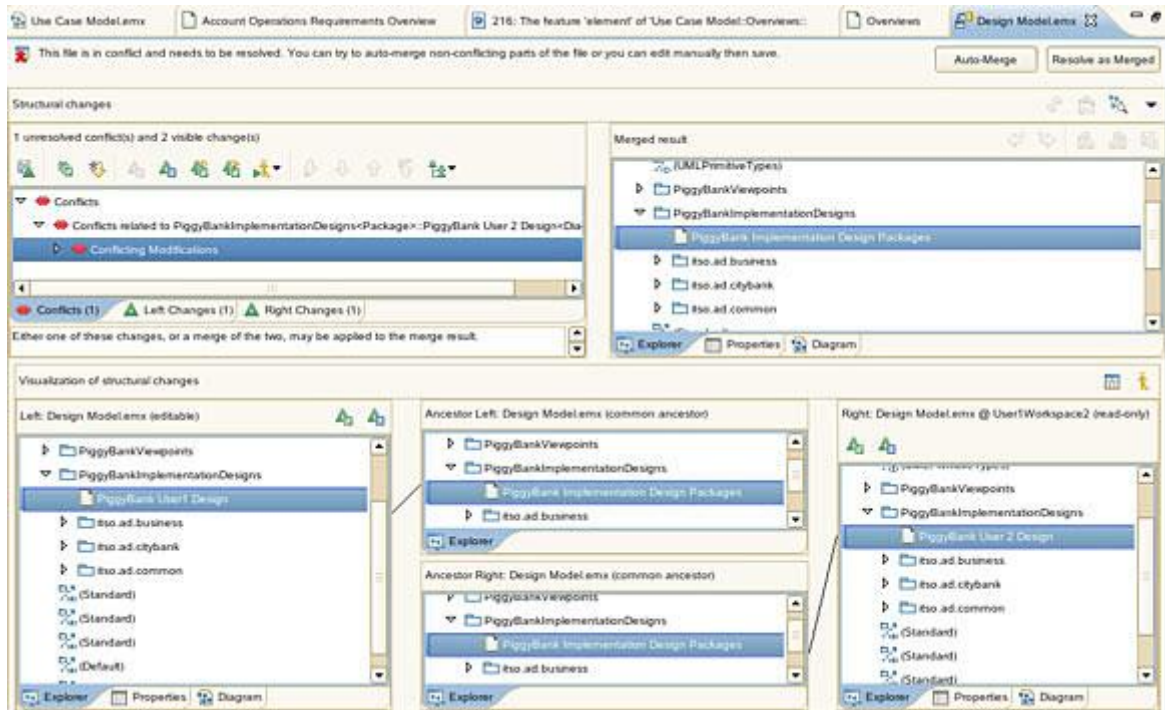 Use Case Model.emx
Account Operations Requirements Overview
216: The feature 'element' of 'Use Case Model::Overviews::
Overviews
Design Model.emx
This file is in conflict and needs to be resolved. You can try to auto-merge non-conflicting parts of the file or you can edit manually then save.
Auto-Merge
Resolve as Merged
Structural changes
1 unresolved conflict(s) and 2 visible change(s)
Conflicts
Conflicts related to PiggyBankImplementationDesigns<Package>::PiggyBank User 2 Design<Dia
Conflicting Modifications
Conflicts (1)
Left Changes (1)
Right Changes (1)
Either one of these changes, or a merge of the two, may be applied to the merge result.
Merged result
(UMLPrimitiveTypes)
PiggyBankViewpoints
PiggyBankImplementationDesigns
PiggyBank Implementation Design Packages
itso.ad.business
itso.ad.citybank
itso.ad.common
Explorer
Properties
Diagram
Visualization of structural changes
Left: Design Model.emx (editable)
PiggyBankViewpoints
PiggyBankImplementationDesigns
PiggyBank User1 Design
itso.ad.business
itso.ad.citybank
itso.ad.common
(Standard)
(Standard)
(Standard)
(Default)
Explorer
Properties
Diagram
Ancestor Left: Design Model.emx (common ancestor)
PiggyBankViewpoints
PiggyBankImplementationDesigns
PiggyBank Implementation Design Packages
itso.ad.business
Explorer
Ancestor Right: Design Model.emx (common ancestor)
PiggyBankViewpoints
PiggyBankImplementationDesigns
PiggyBank Implementation Design Packages
itso.ad.business
Explorer
Right: Design Model.emx @ User1Workspace2 (read-only)
PiggyBankViewpoints
PiggyBankImplementationDesigns
PiggyBank User 2 Design
itso.ad.business
itso.ad.citybank
itso.ad.common
(Standard)
(Standard)
(Standard)
Explorer
Properties
Diagram